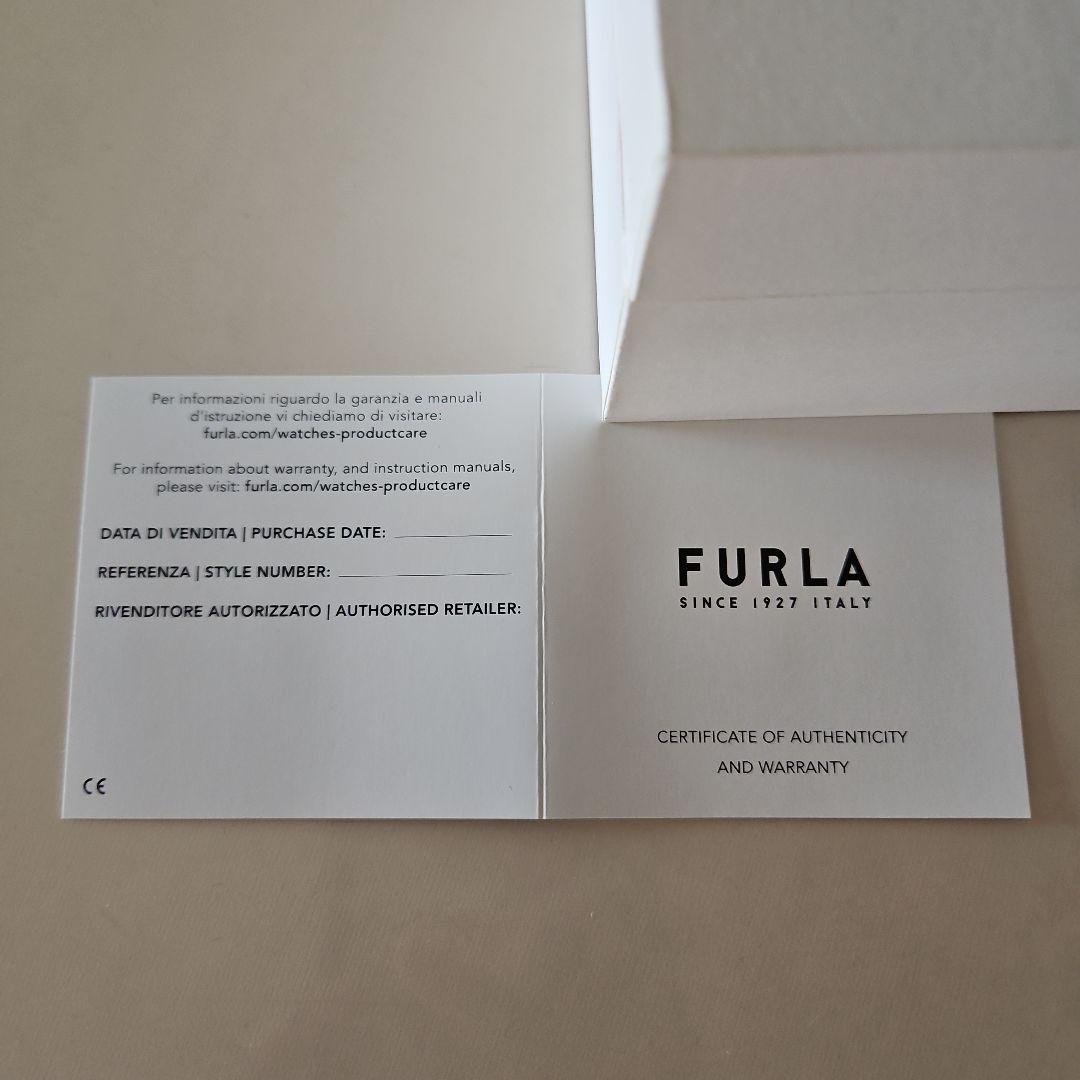 Per informazioni riguardo la garanzia e manuali
d'istruzione vi chiediamo di visitare:
furla.com/watches-productcare
For information about warranty, and instruction manuals,
please visit: furla.com/watches-productcare
DATA DI VENDITA | PURCHASE DATE:
REFERENZA | STYLE NUMBER:
RIVENDITORE AUTORIZZATO | AUTHORISED RETAILER:
CE
FURLA
SINCE 1927 ITALY
CERTIFICATE OF AUTHENTICITY
AND WARRANTY